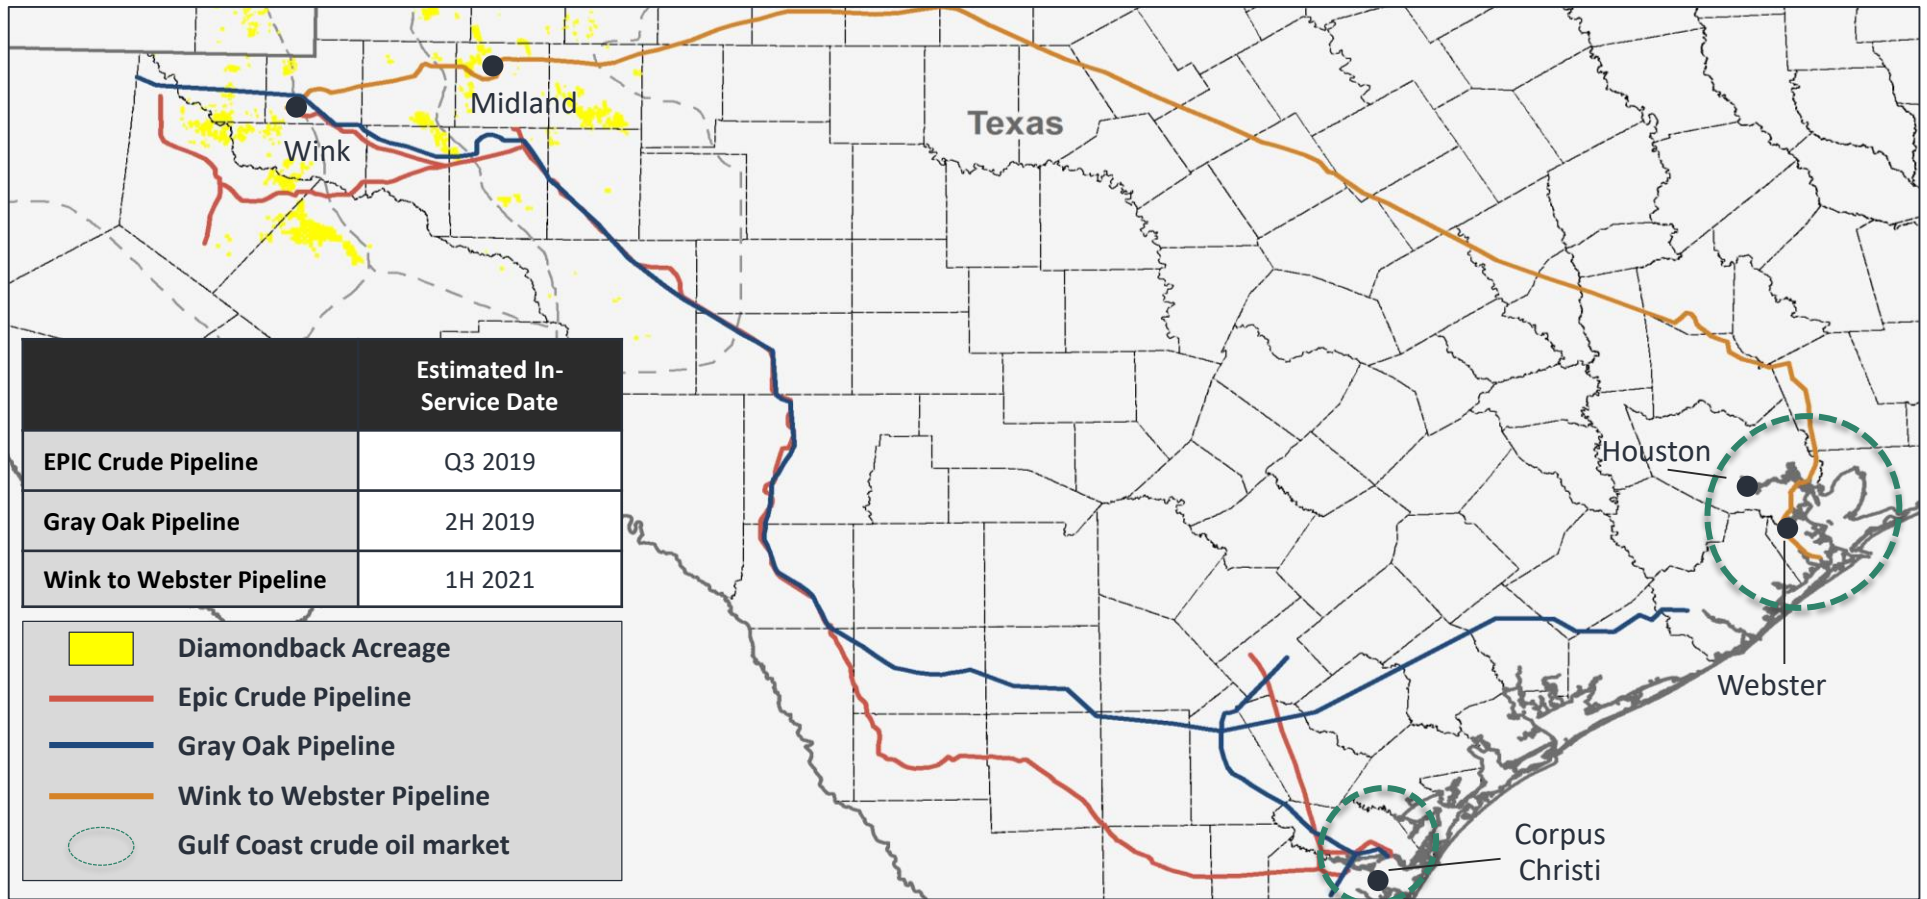 Midland
Wink
Texas
Estimated In-
Service Date
EPIC Crude Pipeline
Q3 2019
Gray Oak Pipeline
2H 2019
Wink to Webster Pipeline
1H 2021
Diamondback Acreage
Epic Crude Pipeline
Gray Oak Pipeline
Wink to Webster Pipeline
Gulf Coast crude oil market
Houston
Webster
Corpus
Christi